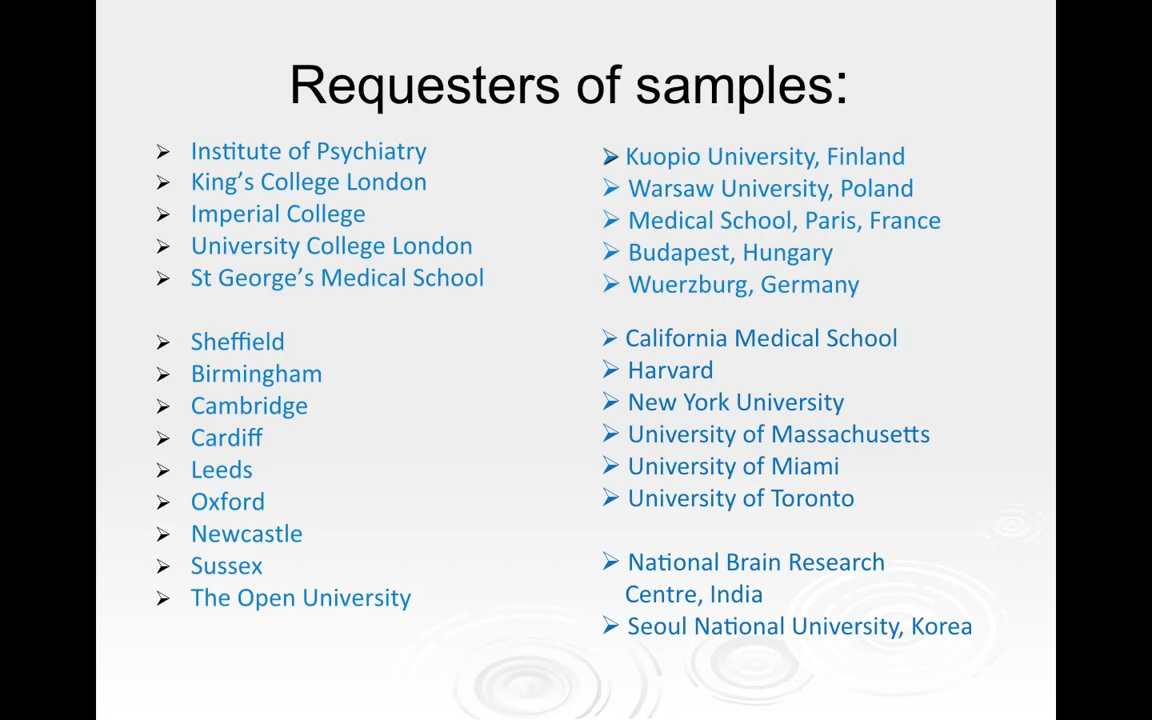 Requesters of samples:
➢ Institute of Psychiatry
➢ King’s College London
➢ Imperial College
➢ University College London
➢ St George’s Medical School
➢ Sheffield
➢ Birmingham
➢ Cambridge
➢ Cardiff
➢ Leeds
➢ Oxford
➢ Newcastle
➢ Sussex
➢ The Open University
➢ Kuopio University, Finland
➢ Warsaw University, Poland
➢ Medical School, Paris, France
➢ Budapest, Hungary
➢ Wuerzburg, Germany
➢ California Medical School
➢ Harvard
➢ New York University
➢ University of Massachusetts
➢ University of Miami
➢ University of Toronto
➢ National Brain Research
Centre, India
➢ Seoul National University, Korea